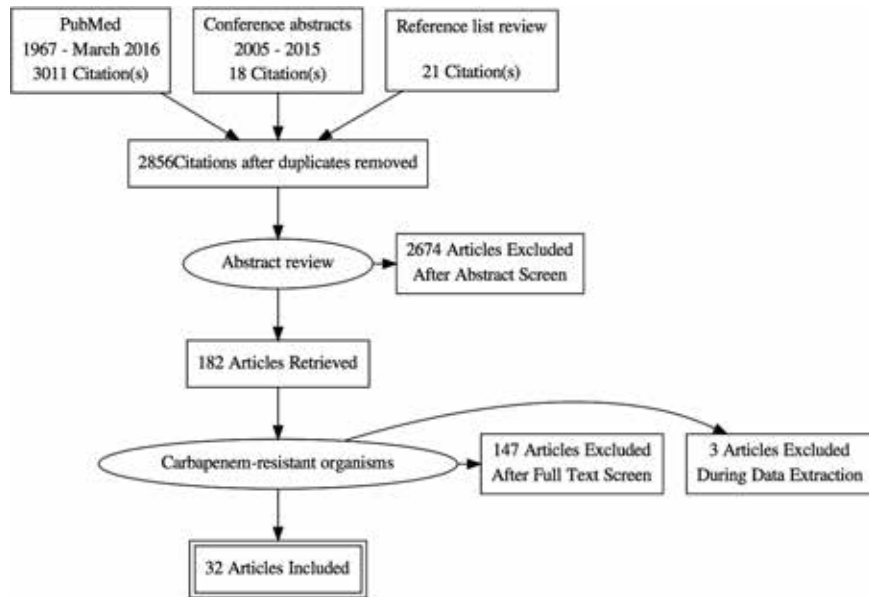 PubMed
1967 - March 2016
3011 Citation(s)
Conference abstracts
2005 - 2015
18 Citation(s)
Reference list review
21 Citation(s)
2856Citations after duplicates removed
Abstract review
2674 Articles Excluded
After Abstract Screen
182 Articles Retrieved
Carbapenem-resistant organisms
147 Articles Excluded
After Full Text Screen
3 Articles Excluded
During Data Extraction
32 Articles Included